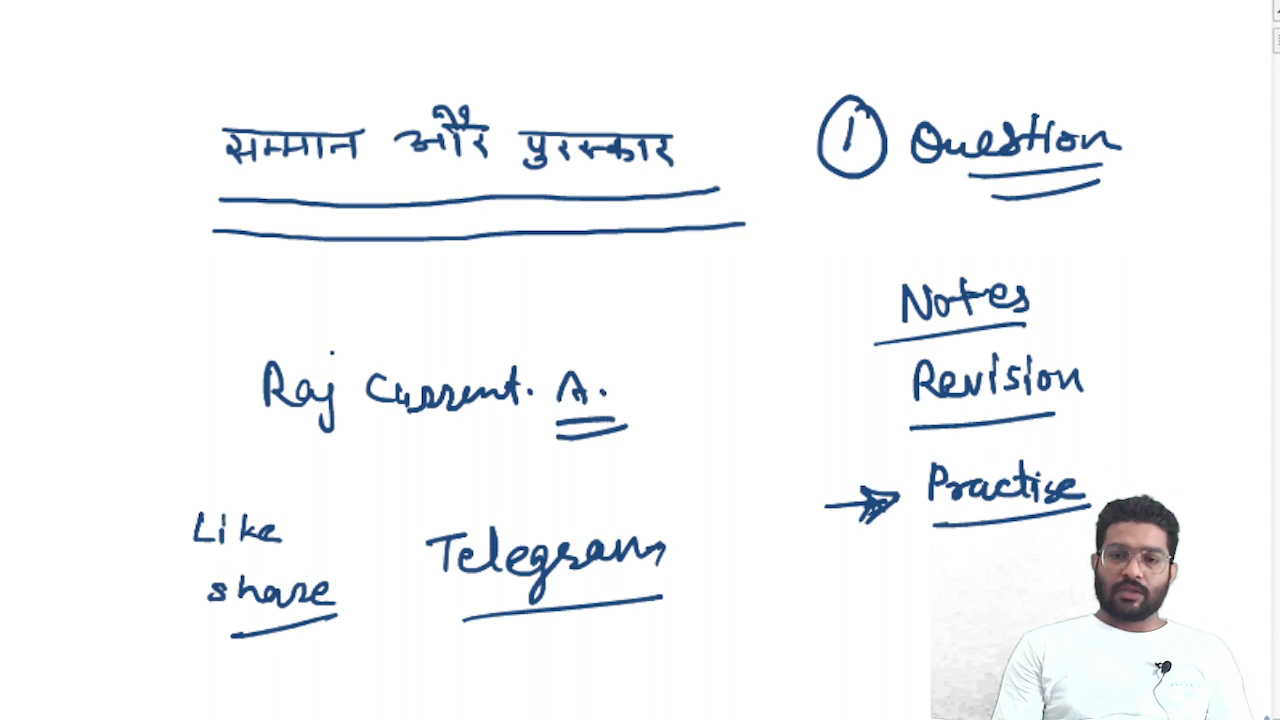 सम्मान और पुरस्कार
① Question
Notes
Revision
Raj Current. A.
→ Practise
Like
share
Telegram